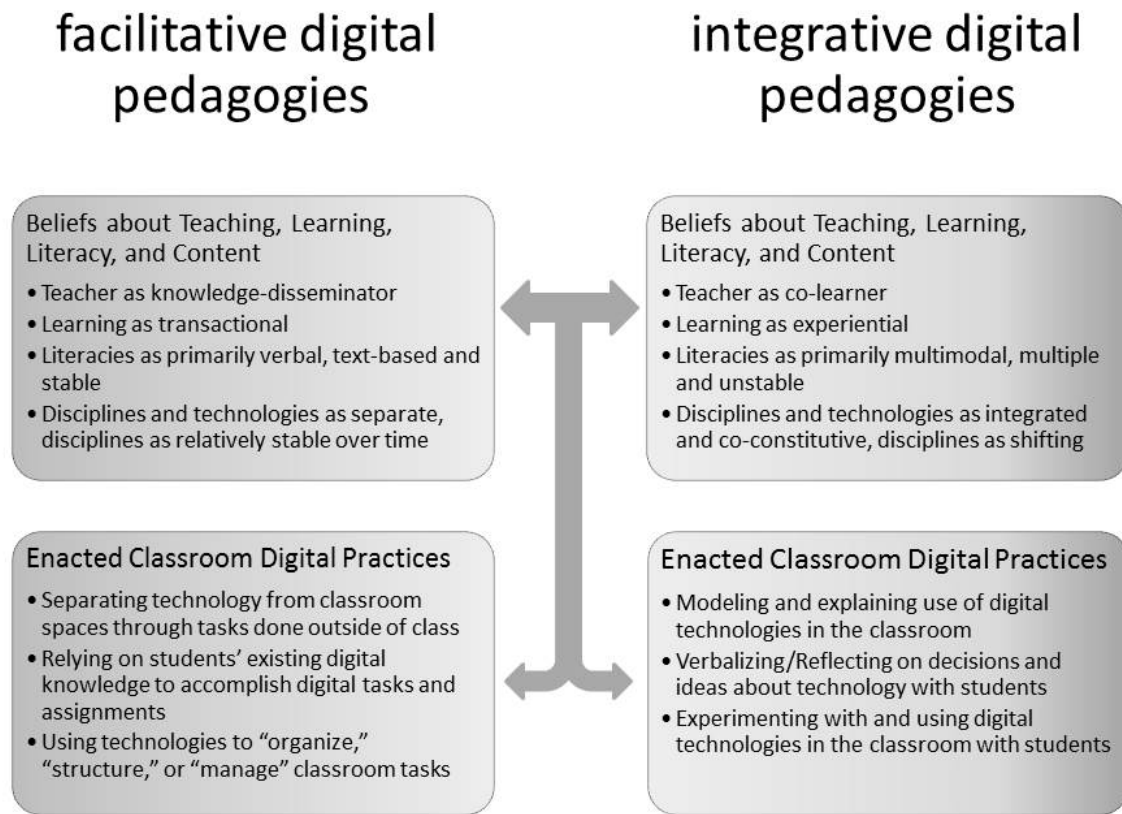 facilitative digital
pedagogies
integrative digital
pedagogies
Beliefs about Teaching, Learning,
Literacy, and Content
• Teacher as knowledge-disseminator
• Learning as transactional
• Literacies as primarily verbal, text-based and
stable
• Disciplines and technologies as separate,
disciplines as relatively stable over time
Beliefs about Teaching, Learning,
Literacy, and Content
• Teacher as co-learner
• Learning as experiential
• Literacies as primarily multimodal, multiple
and unstable
• Disciplines and technologies as integrated
and co-constitutive, disciplines as shifting
Enacted Classroom Digital Practices
• Separating technology from classroom
spaces through tasks done outside of class
• Relying on students’ existing digital
knowledge to accomplish digital tasks and
assignments
• Using technologies to “organize,”
“structure,” or “manage” classroom tasks
Enacted Classroom Digital Practices
• Modeling and explaining use of digital
technologies in the classroom
• Verbalizing/Reflecting on decisions and
ideas about technology with students
• Experimenting with and using digital
technologies in the classroom with students